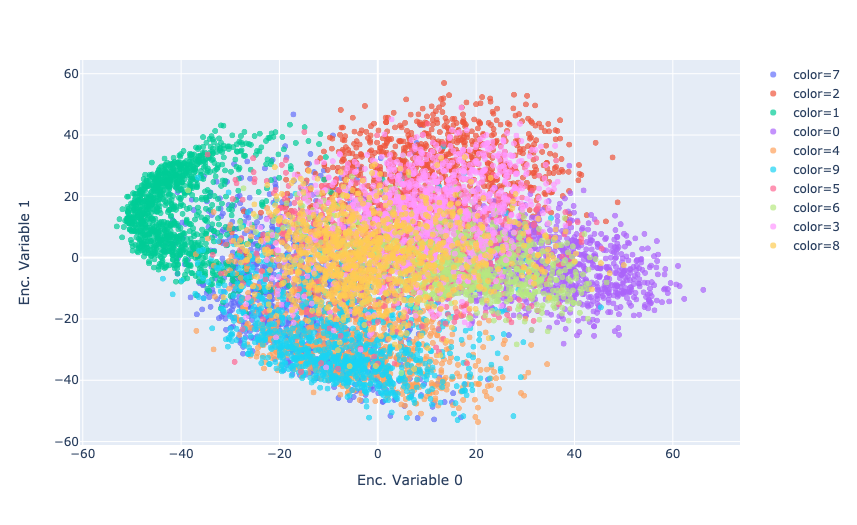 60
40
20
0
−20
−40
−60
−60
−40
−20
0
20
40
60
Enc. Variable 0
Enc. Variable 1
color=7
color=2
color=1
color=0
color=4
color=9
color=5
color=6
color=3
color=8